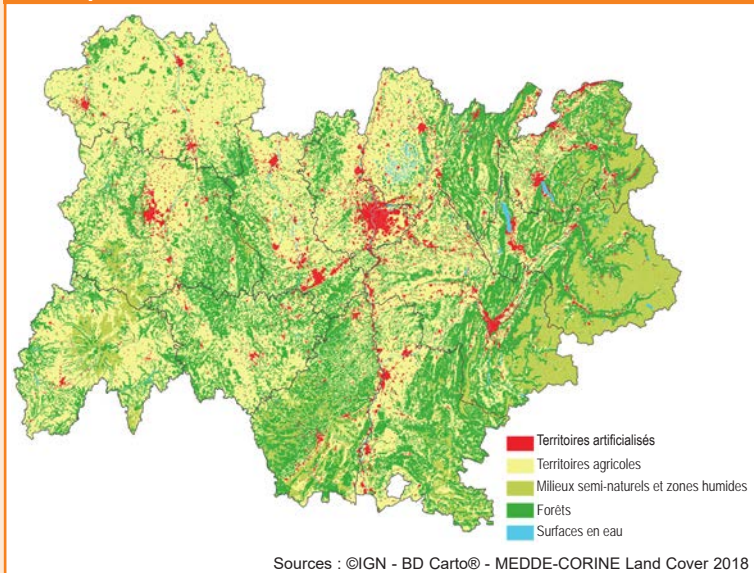 Territoires artificialisés
Territoires agricoles
Milieux semi-naturels et zones humides
Forêts
Surfaces en eau
Sources : ©IGN - BD Carto® - MEDDE-CORINE Land Cover 2018